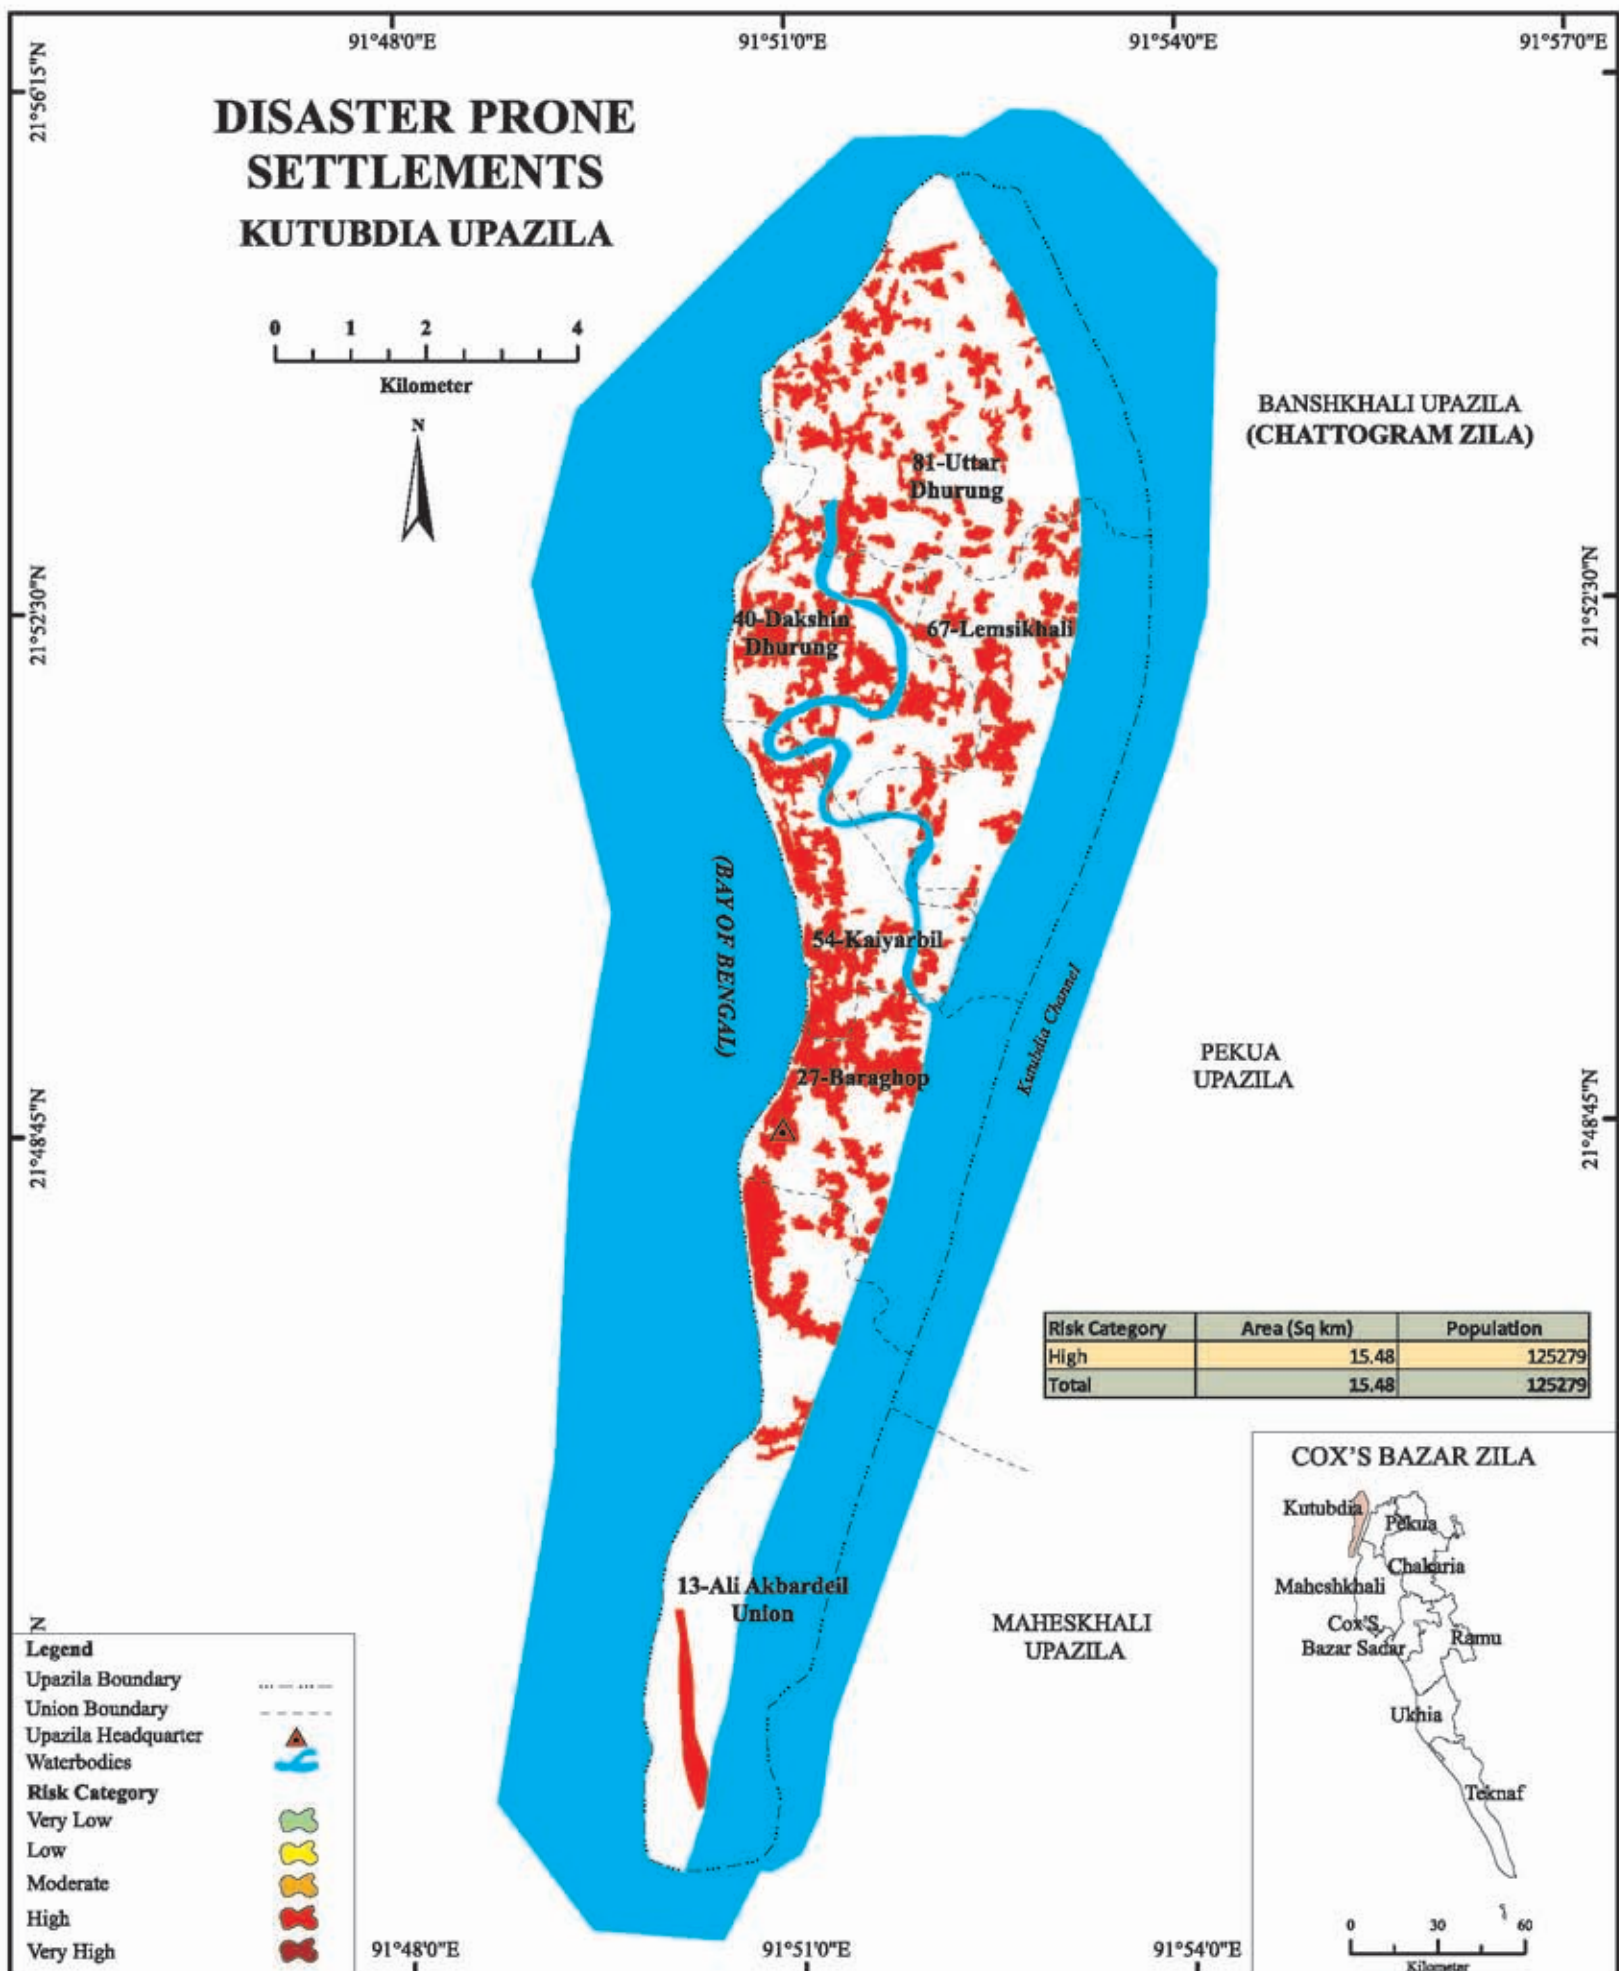 91°48'0"E
91°51'0"E
91°54'0"E
91°57'0"E
21°56'15"N
DISASTER PRONE
SETTLEMENTS
KUTUBDIA UPAZILA
0 1 2 4
Kilometer
N
BANSHKHALI UPAZILA
(CHATTOGRAM ZILA)
81-Uttar
Dhurung
21°52'30"N
21°52'30"N
40-Dakshin
Dhurung
67-Lemsikhali
(BAY OF BENGAL)
54-Kaiyarbil
Kutubdia Channel
PEKUA
UPAZILA
27-Baraghop
21°48'45"N
21°48'45"N
Risk Category Area (Sq km) Population
High 15.48 125279
Total 15.48 125279
13-Ali Akbardeil
Union
MAHESKHALI
UPAZILA
COX'S BAZAR ZILA
Kutubdia
Pekua
Chakaria
Maheshkhali
Cox'S
Bazar Sadar
Ramu
Ukhia
Teknaf
0 30 60
Kilometer
N
Legend
Upazila Boundary
Union Boundary
Upazila Headquarter
Waterbodies
Risk Category
Very Low
Low
Moderate
High
Very High
91°48'0"E
91°51'0"E
91°54'0"E